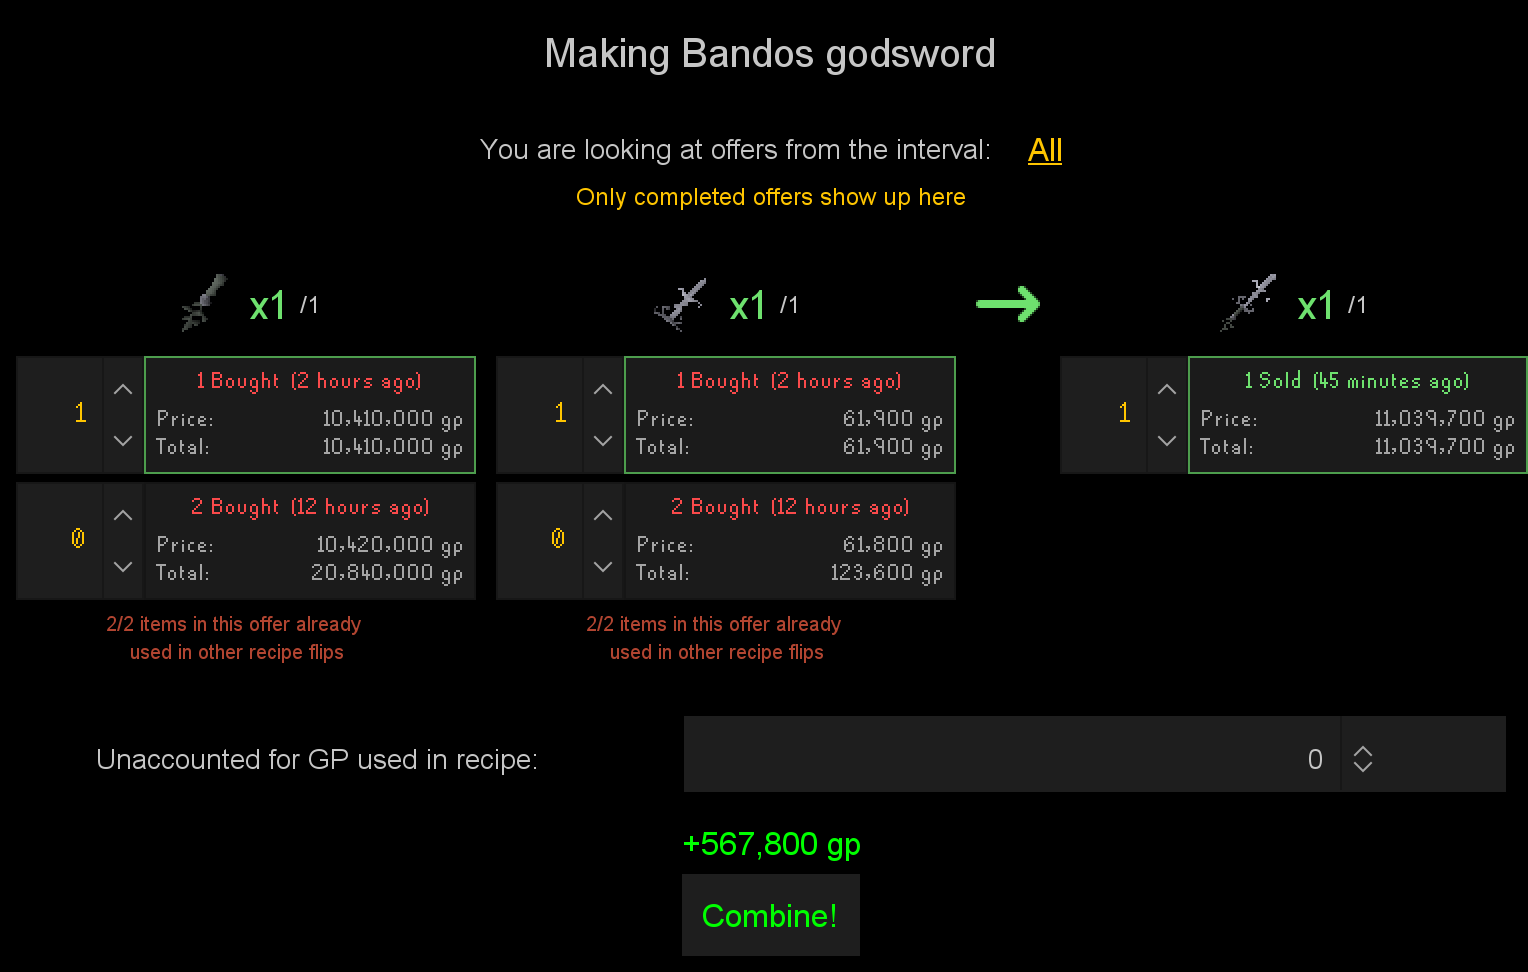 Making Bandos godsword
You are looking at offers from the interval: All
Only completed offers show up here
x1 /1
x1 /1
x1 /1
1
1 Bought (2 hours ago)
Price: 10,410,000 gp
Total: 10,410,000 gp
1
1 Bought (2 hours ago)
Price: 61,900 gp
Total: 61,900 gp
1
1 Sold (45 minutes ago)
Price: 11,039,700 gp
Total: 11,039,700 gp
0
2 Bought (12 hours ago)
Price: 10,420,000 gp
Total: 20,840,000 gp
2/2 items in this offer already
used in other recipe flips
0
2 Bought (12 hours ago)
Price: 61,800 gp
Total: 123,600 gp
2/2 items in this offer already
used in other recipe flips
Unaccounted for GP used in recipe: 0
+567,800 gp
Combine!